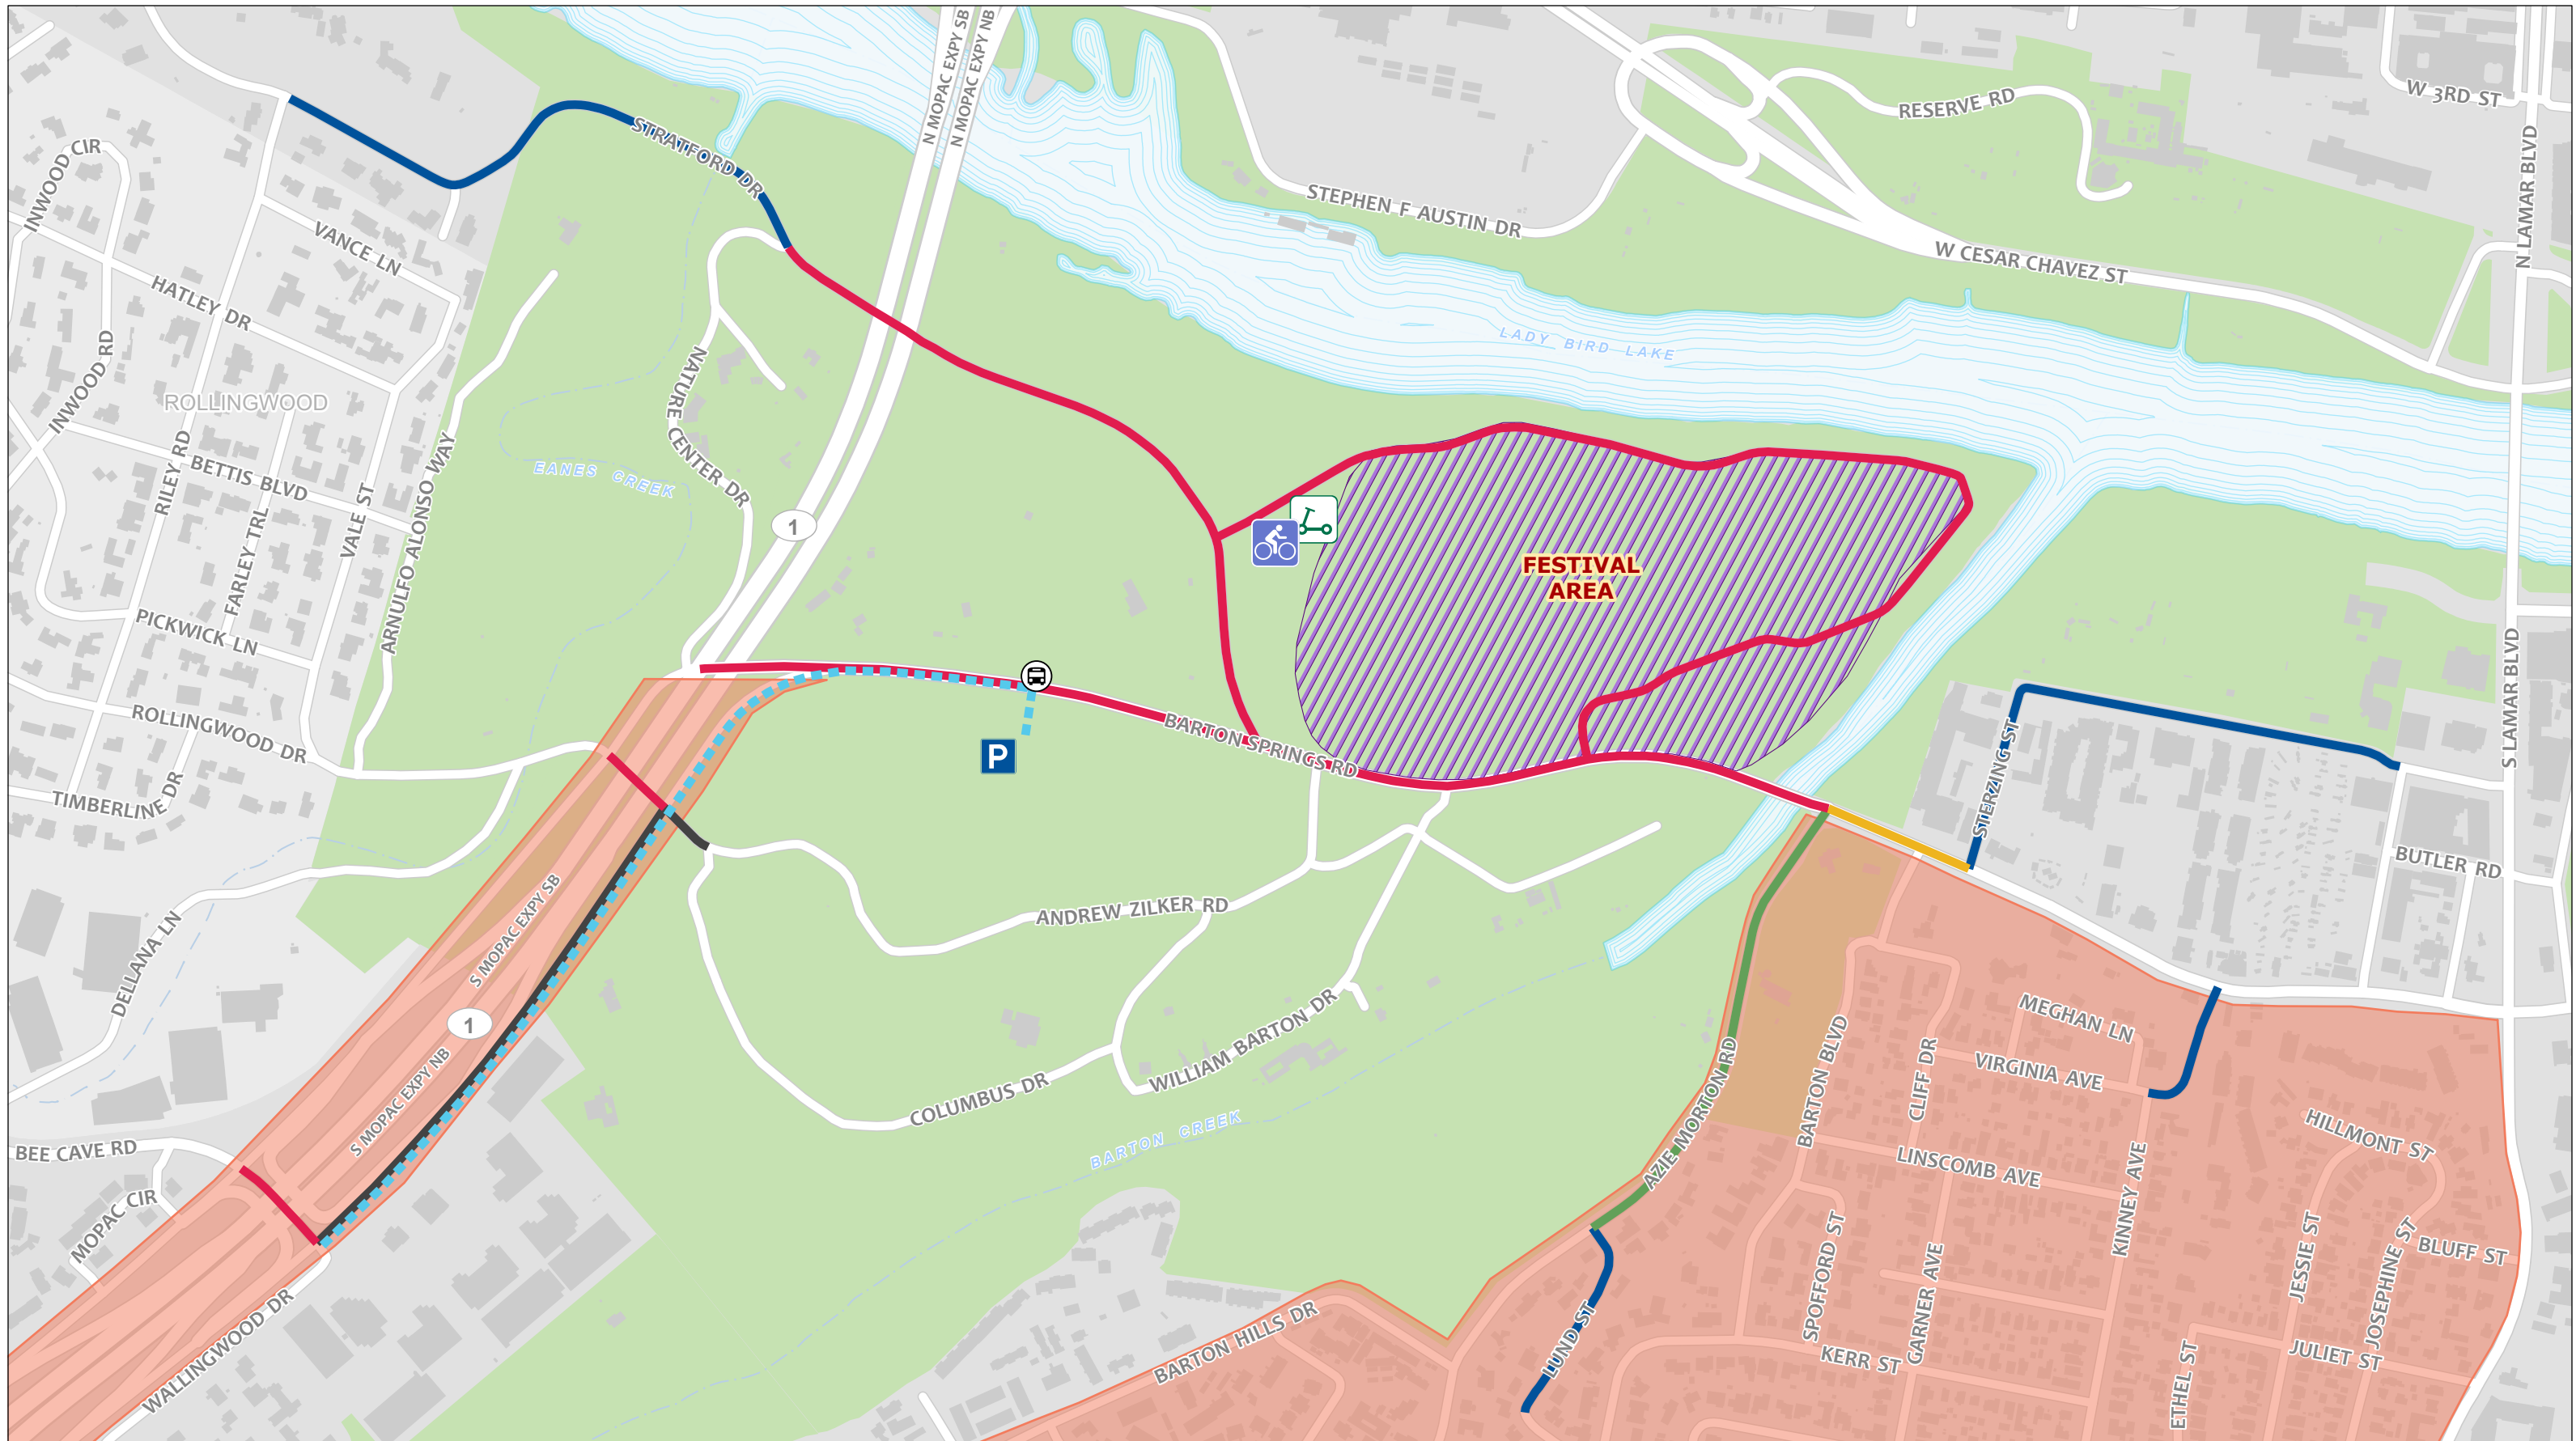 N MOPAC EXPY SB
N MOPAC EXPY NB
RESERVE RD
W 3RD ST
STRATFORD DR
INWOOD CIR
N LAMAR BLVD
STEPHEN F AUSTIN DR
VANCE LN
W CESAR CHAVEZ ST
HATLEY DR
LADY BIRD LAKE
INWOOD RD
NATURE CENTER DR
ROLLINGWOOD
RILEY RD
BETTIS BLVD
EANES CREEK
VALE ST
ARNULFO ALONSO WAY
1
FARLEY TRL
FESTIVAL
AREA
PICKWICK LN
S LAMAR BLVD
ROLLINGWOOD DR
BARTON SPRINGS RD
P
STERZING ST
TIMBERLINE DR
BUTLER RD
S MOPAC EXPY SB
ANDREW ZILKER RD
DELLANA LN
1
MEGHAN LN
WILLIAM BARTON DR
BARTON BLVD
CLIFF DR
VIRGINIA AVE
S MOPAC EXPY NB
COLUMBUS DR
AZIE MORTON RD
BARTON CREEK
HILLMONT ST
BEE CAVE RD
LINSCOMB AVE
KINNEY AVE
MOPAC CIR
SPOFFORD ST
GARNER AVE
JESSIE ST
JOSEPHINE ST
BLUFF ST
WALLINGWOOD DR
BARTON HILLS DR
LUND ST
KERR ST
ETHEL ST
JULIET ST